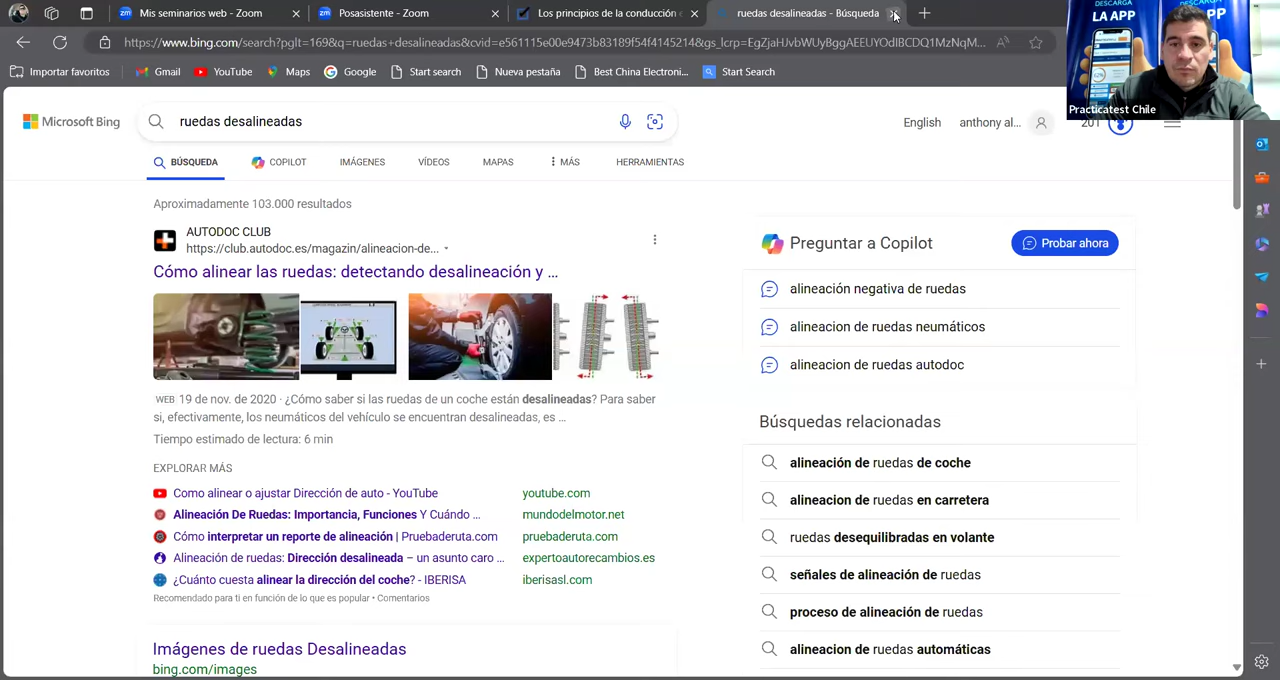 Mis seminarios web - Zoom
Posasistente - Zoom
Los principios de la conducción
ruedas desalineadas - Búsqueda
https://www.bing.com/search?pglt=169&q=ruedas+desalineadas&cvid=e561115e00e9473b83189f54f4145214&gs_lcrp=EgZjaHJvbWUyBggAEEUYOdIBCDQ1MzNqM...
Importar favoritos
Gmail
YouTube
Maps
Google
Start search
Nueva pestaña
Best China Electroni...
Start Search
DESCARGA
LA APP
DESCARGA
APP
Practicatest Chile
Microsoft Bing
ruedas desalineadas
English
anthony al...
201
BÚSQUEDA
COPILOT
IMÁGENES
VÍDEOS
MAPAS
MÁS
HERRAMIENTAS
Aproximadamente 103.000 resultados
AUTODOC CLUB
https://club.autodoc.es/magazin/alineacion-de...
Cómo alinear las ruedas: detectando desalineación y ...
WEB 19 de nov. de 2020 · ¿Cómo saber si las ruedas de un coche están desalineadas? Para saber
si, efectivamente, los neumáticos del vehículo se encuentran desalineadas, es ...
Tiempo estimado de lectura: 6 min
EXPLORAR MÁS
Como alinear o ajustar Dirección de auto - YouTube youtube.com
Alineación De Ruedas: Importancia, Funciones Y Cuándo ... mundodelmotor.net
Cómo interpretar un reporte de alineación | Pruebaderuta.com pruebaderuta.com
Alineación de ruedas: Dirección desalineada – un asunto caro ... expertoautorecambios.es
¿Cuánto cuesta alinear la dirección del coche? - IBERISA iberisasl.com
Recomendado para ti en función de lo que es popular • Comentarios
Imágenes de ruedas Desalineadas
bing.com/images
Preguntar a Copilot
Probar ahora
alineación negativa de ruedas
alineacion de ruedas neumáticos
alineacion de ruedas autodoc
Búsquedas relacionadas
alineación de ruedas de coche
alineacion de ruedas en carretera
ruedas desequilibradas en volante
señales de alineación de ruedas
proceso de alineación de ruedas
alineacion de ruedas automáticas